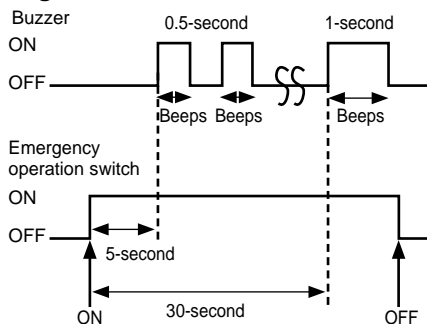 Buzzer
0.5-second
1-second
ON
OFF
Beeps
Beeps
Beeps
Emergency
operation switch
ON
OFF
5-second
30-second
ON
OFF